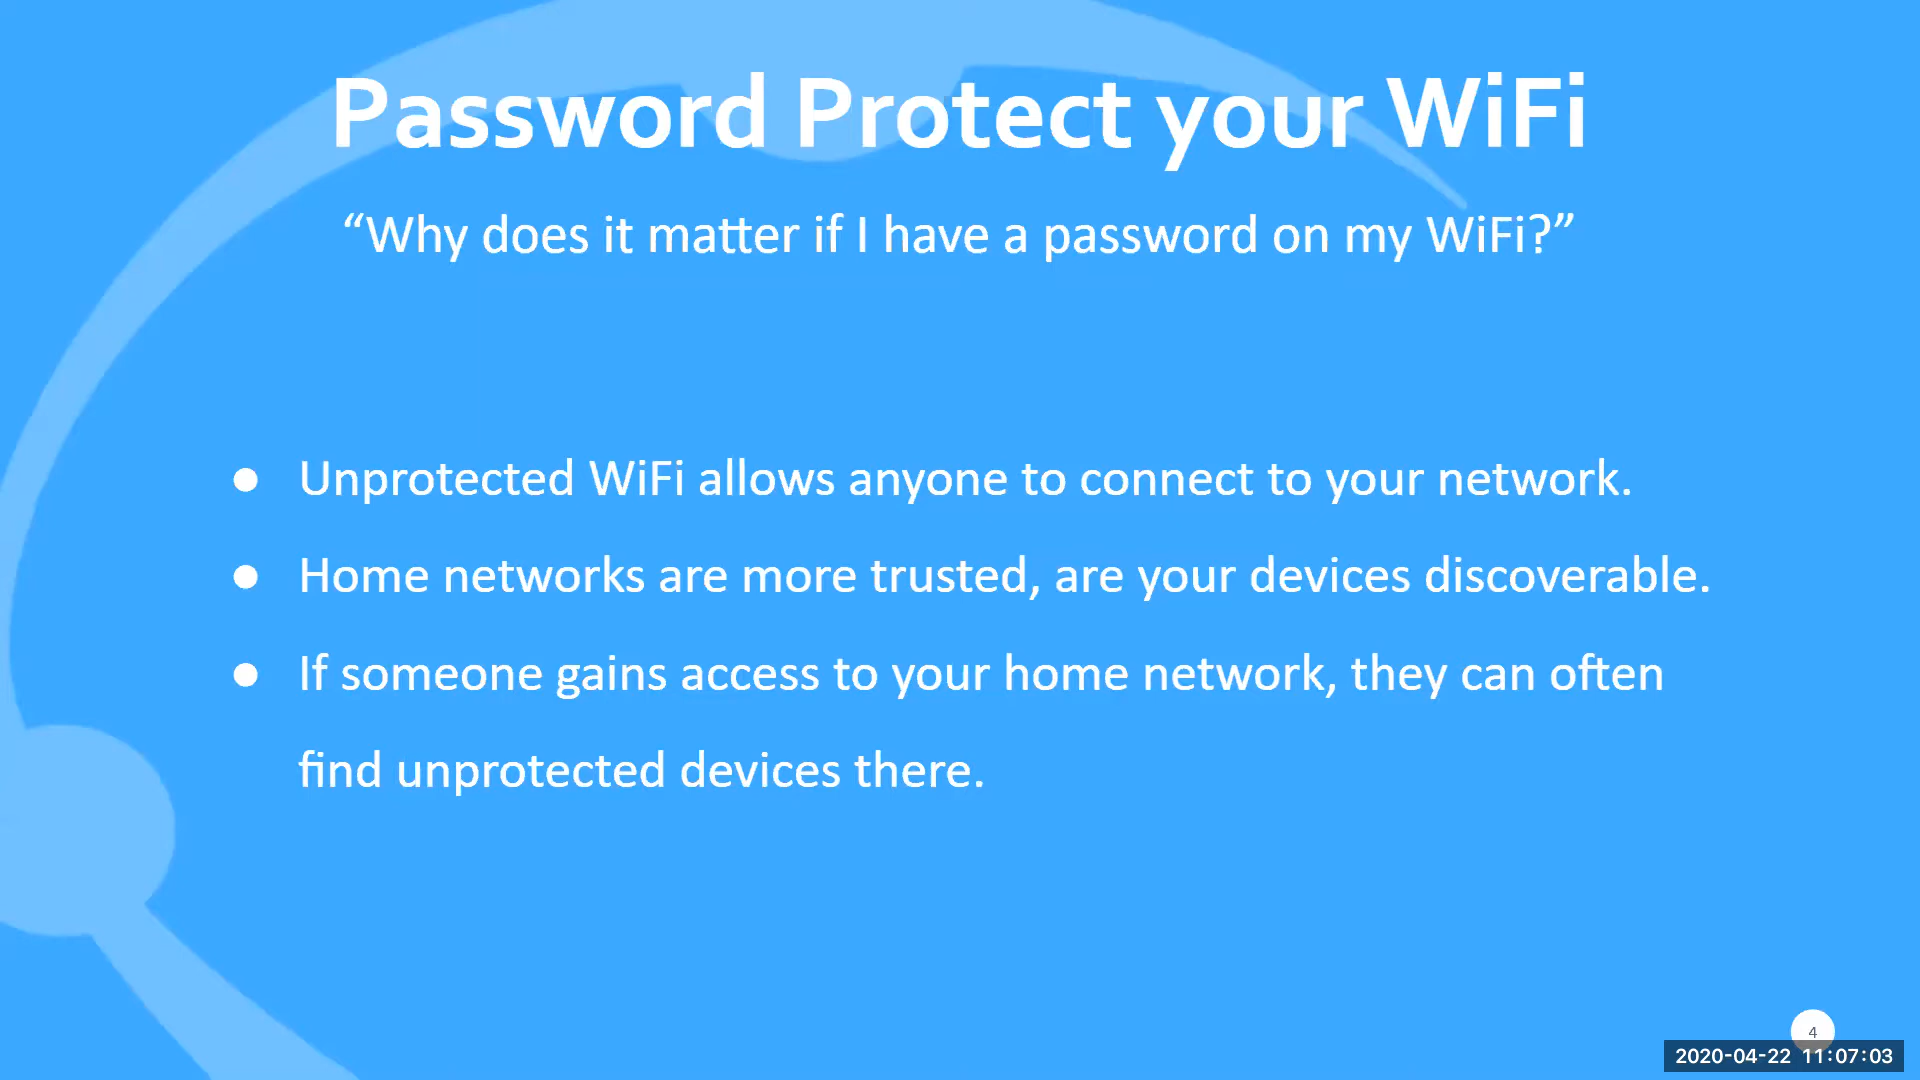 Password Protect your WiFi
“Why does it matter if I have a password on my WiFi?”
● Unprotected WiFi allows anyone to connect to your network.
● Home networks are more trusted, are your devices discoverable.
● If someone gains access to your home network, they can often
find unprotected devices there.
4
2020-04-22 11:07:03